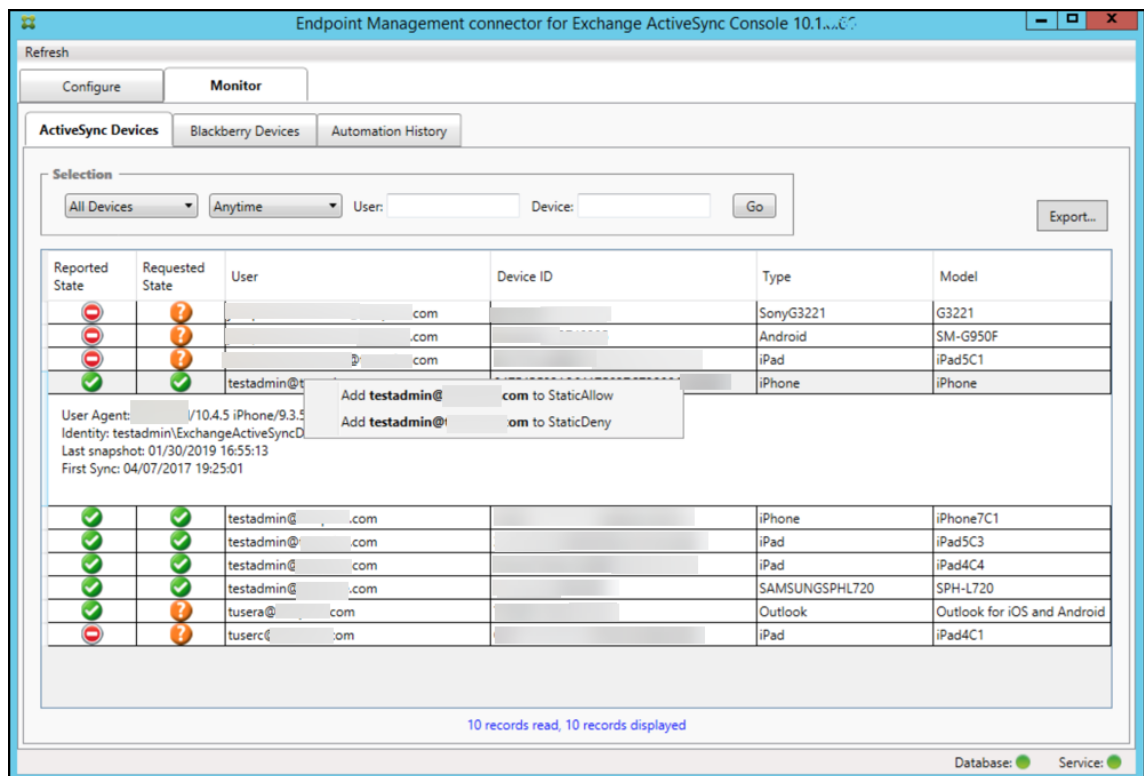 Endpoint Management connector for Exchange ActiveSync Console 10.1
Refresh
Configure Monitor
ActiveSync Devices Blackberry Devices Automation History
Selection
All Devices Anytime User: Device: Go
Export...
Reported State Requested State User Device ID Type Model
.com SonyG3221 G3221
.com Android SM-G950F
@ com iPad iPad5C1
testadmin@ iPhone iPhone
Add testadmin@ com to StaticAllow
Add testadmin@ com to StaticDeny
User Agent: /10.4.5 iPhone/9.3.5
Identity: testadmin\ExchangeActiveSyncD
Last snapshot: 01/30/2019 16:55:13
First Sync: 04/07/2017 19:25:01
testadmin@ .com iPhone iPhone7C1
testadmin@ .com iPad iPad5C3
testadmin@ .com iPad iPad4C4
testadmin@ .com SAMSUNGSPHL720 SPH-L720
tusera@ .com Outlook Outlook for iOS and Android
tuserc com iPad iPad4C1
10 records read, 10 records displayed
Database: Service: